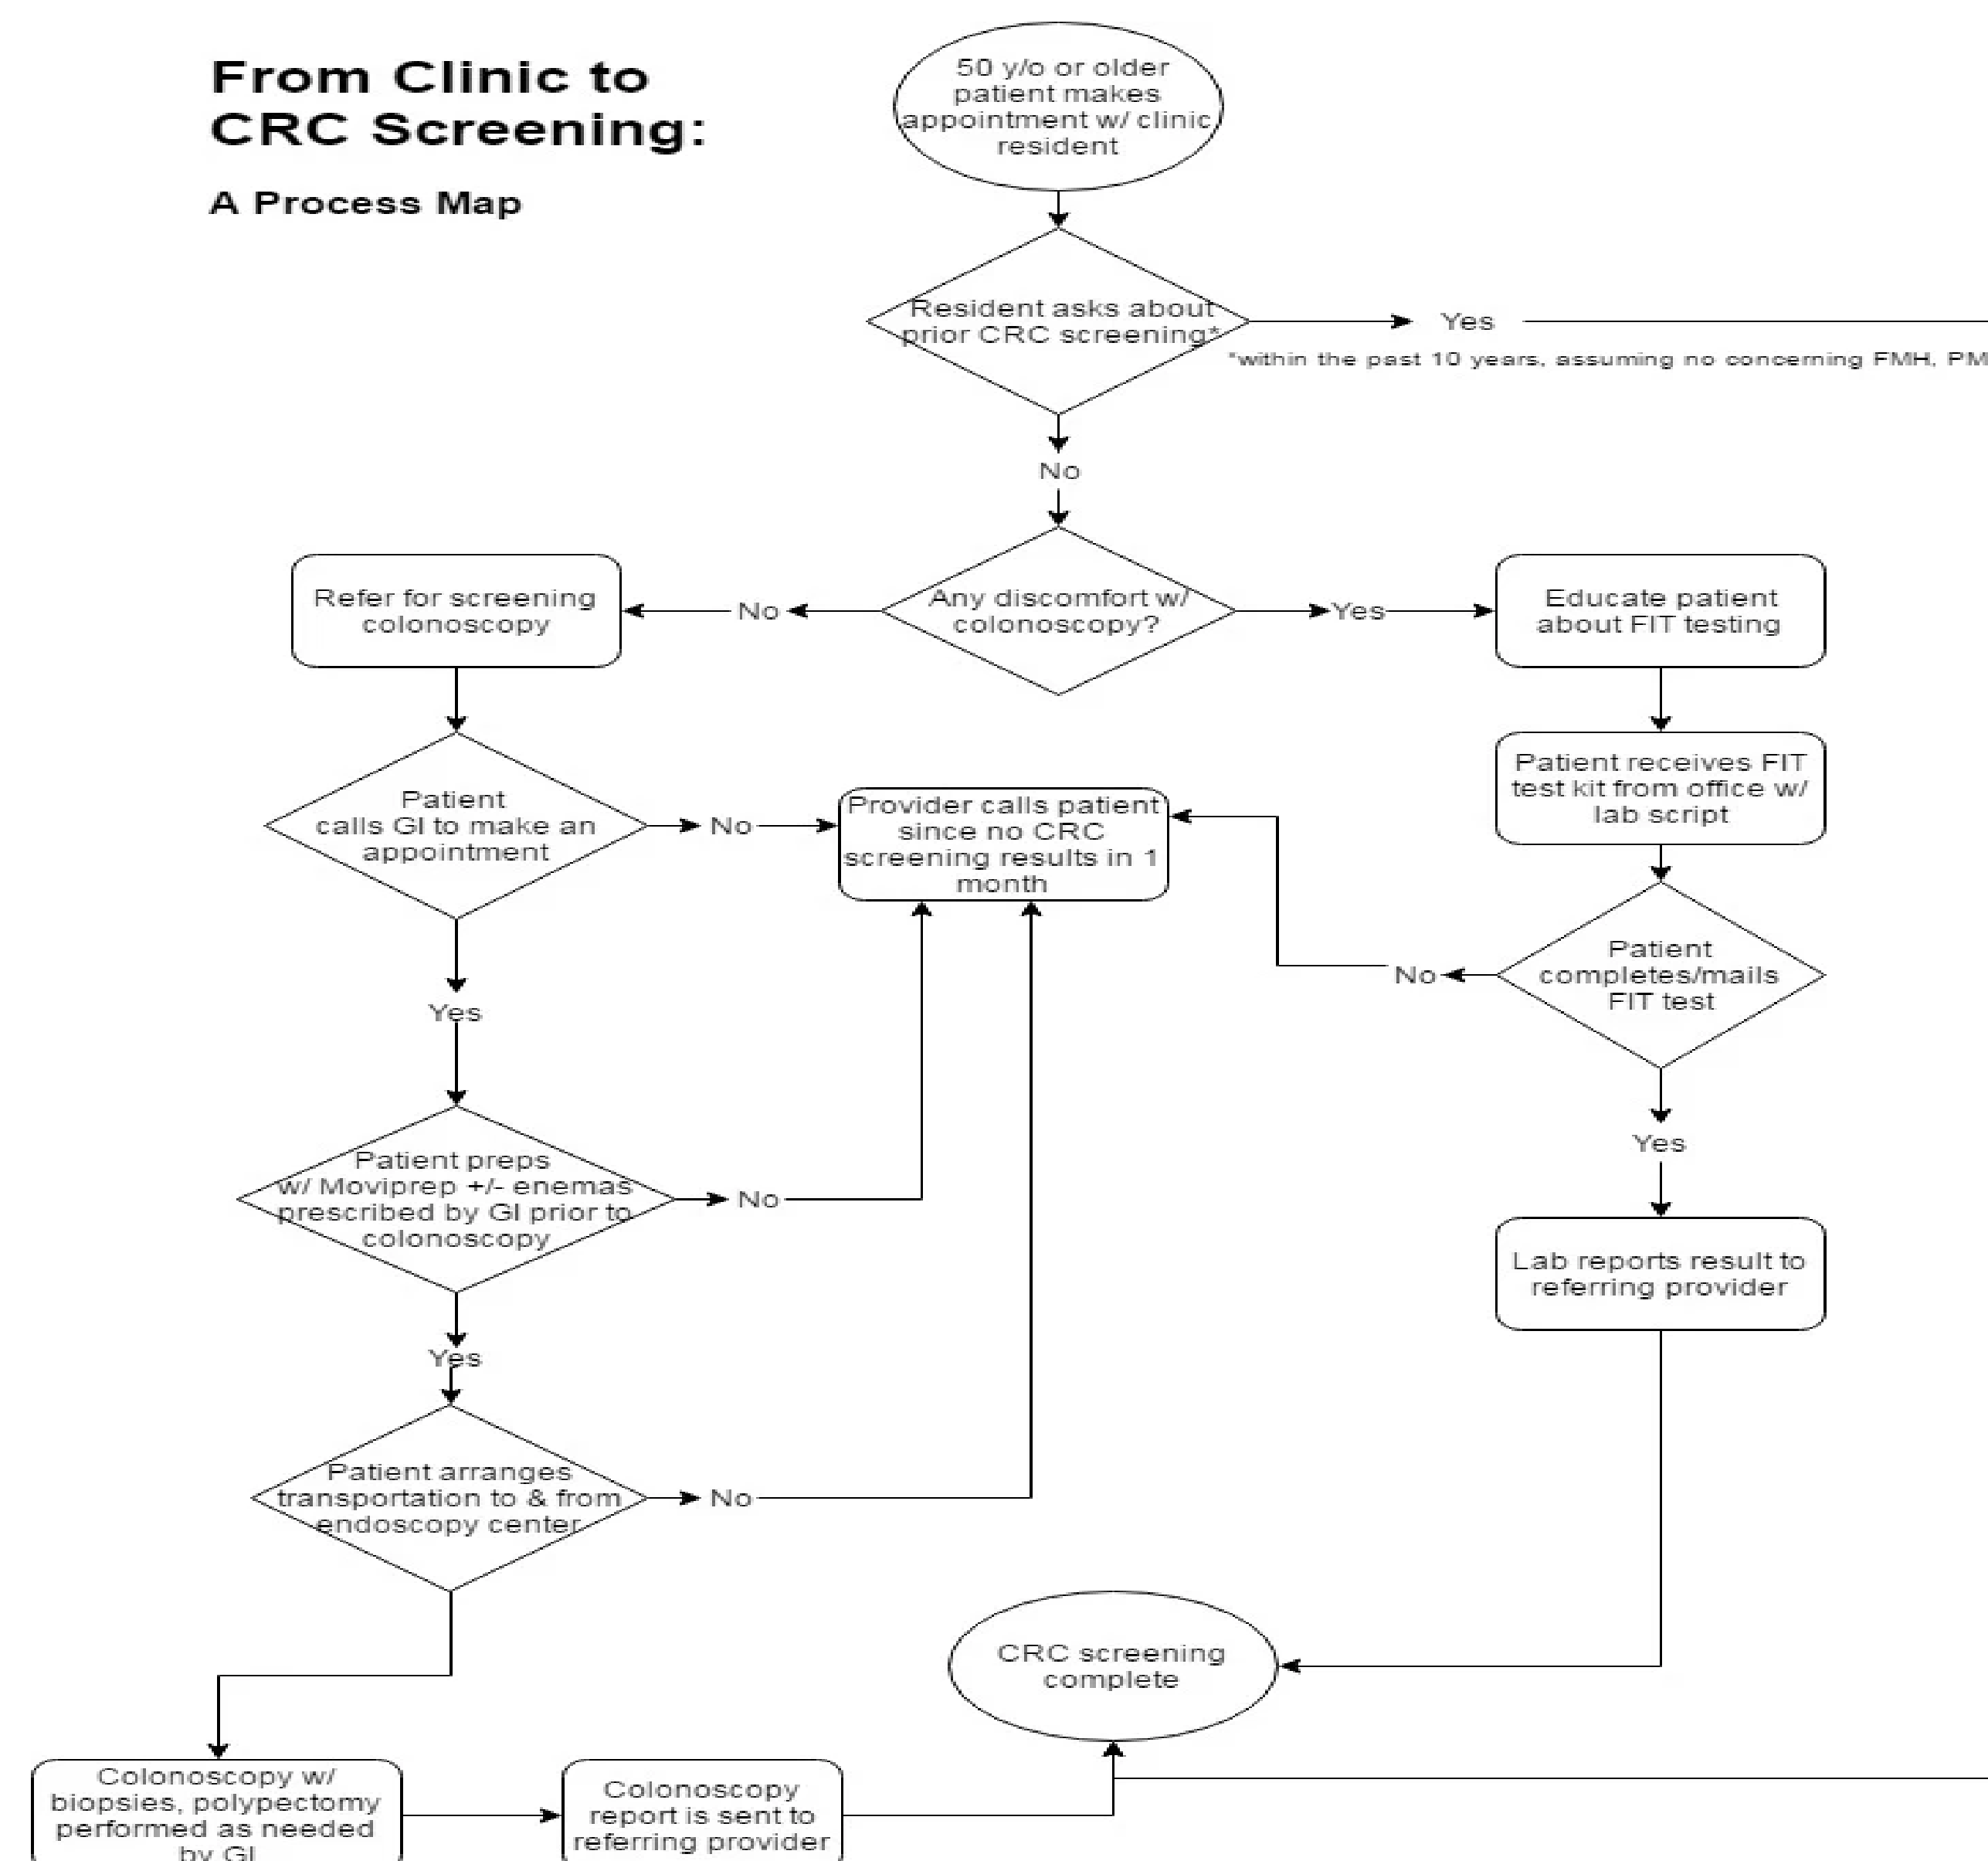 From Clinic to
CRC Screening:
A Process Map
50 y/o or older
patient makes
appointment w/ clinic
resident
Resident asks about
prior CRC screening*
Yes
*within the past 10 years, assuming no concerning FMH, PM
No
Any discomfort w/
colonoscopy?
No
Yes
Refer for screening
colonoscopy
Educate patient
about FIT testing
Patient
calls GI to make an
appointment
No
Provider calls patient
since no CRC
screening results in 1
month
Patient receives FIT
test kit from office w/
lab script
Patient
completes/mails
FIT test
No
Yes
Yes
Patient preps
w/ Moviprep +/- enemas
prescribed by GI prior to
colonoscopy
No
Lab reports result to
referring provider
Yes
Patient arranges
transportation to & from
endoscopy center
No
CRC screening
complete
Colonoscopy w/
biopsies, polypectomy
performed as needed
by GI
Colonoscopy
report is sent to
referring provider